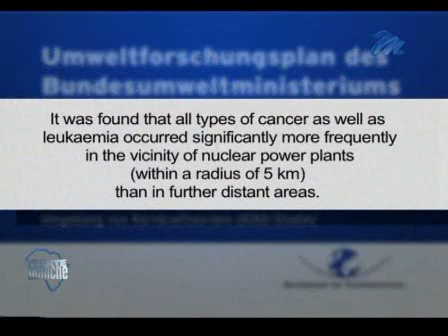 Umweltforschungsplan des
Bundesumweltministeriums
It was found that all types of cancer as well as
leukaemia occurred significantly more frequently
in the vicinity of nuclear power plants
(within a radius of 5 km)
than in further distant areas.